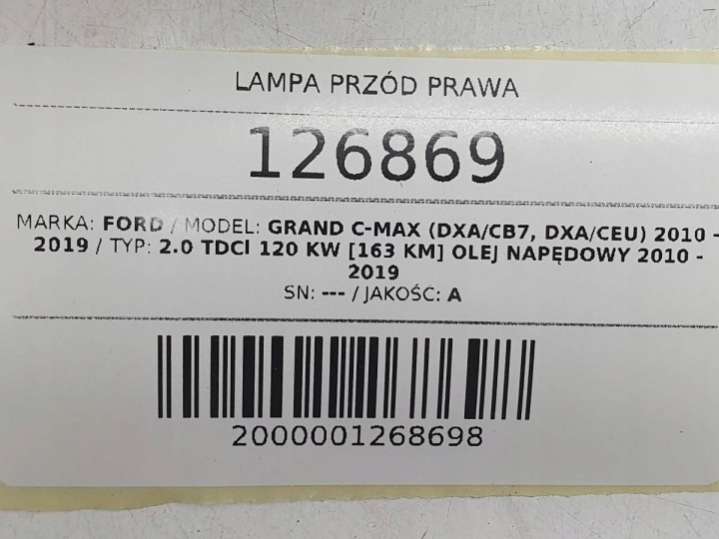 LAMPA PRZÓD PRAWA
126869
MARKA: FORD / MODEL: GRAND C-MAX (DXA/CB7, DXA/CEU) 2010 -
2019 / TYP: 2.0 TDCI 120 KW [163 KM] OLEJ NAPĘDOWY 2010 -
2019
SN: --- / JAKOŚC: A
2000001268698